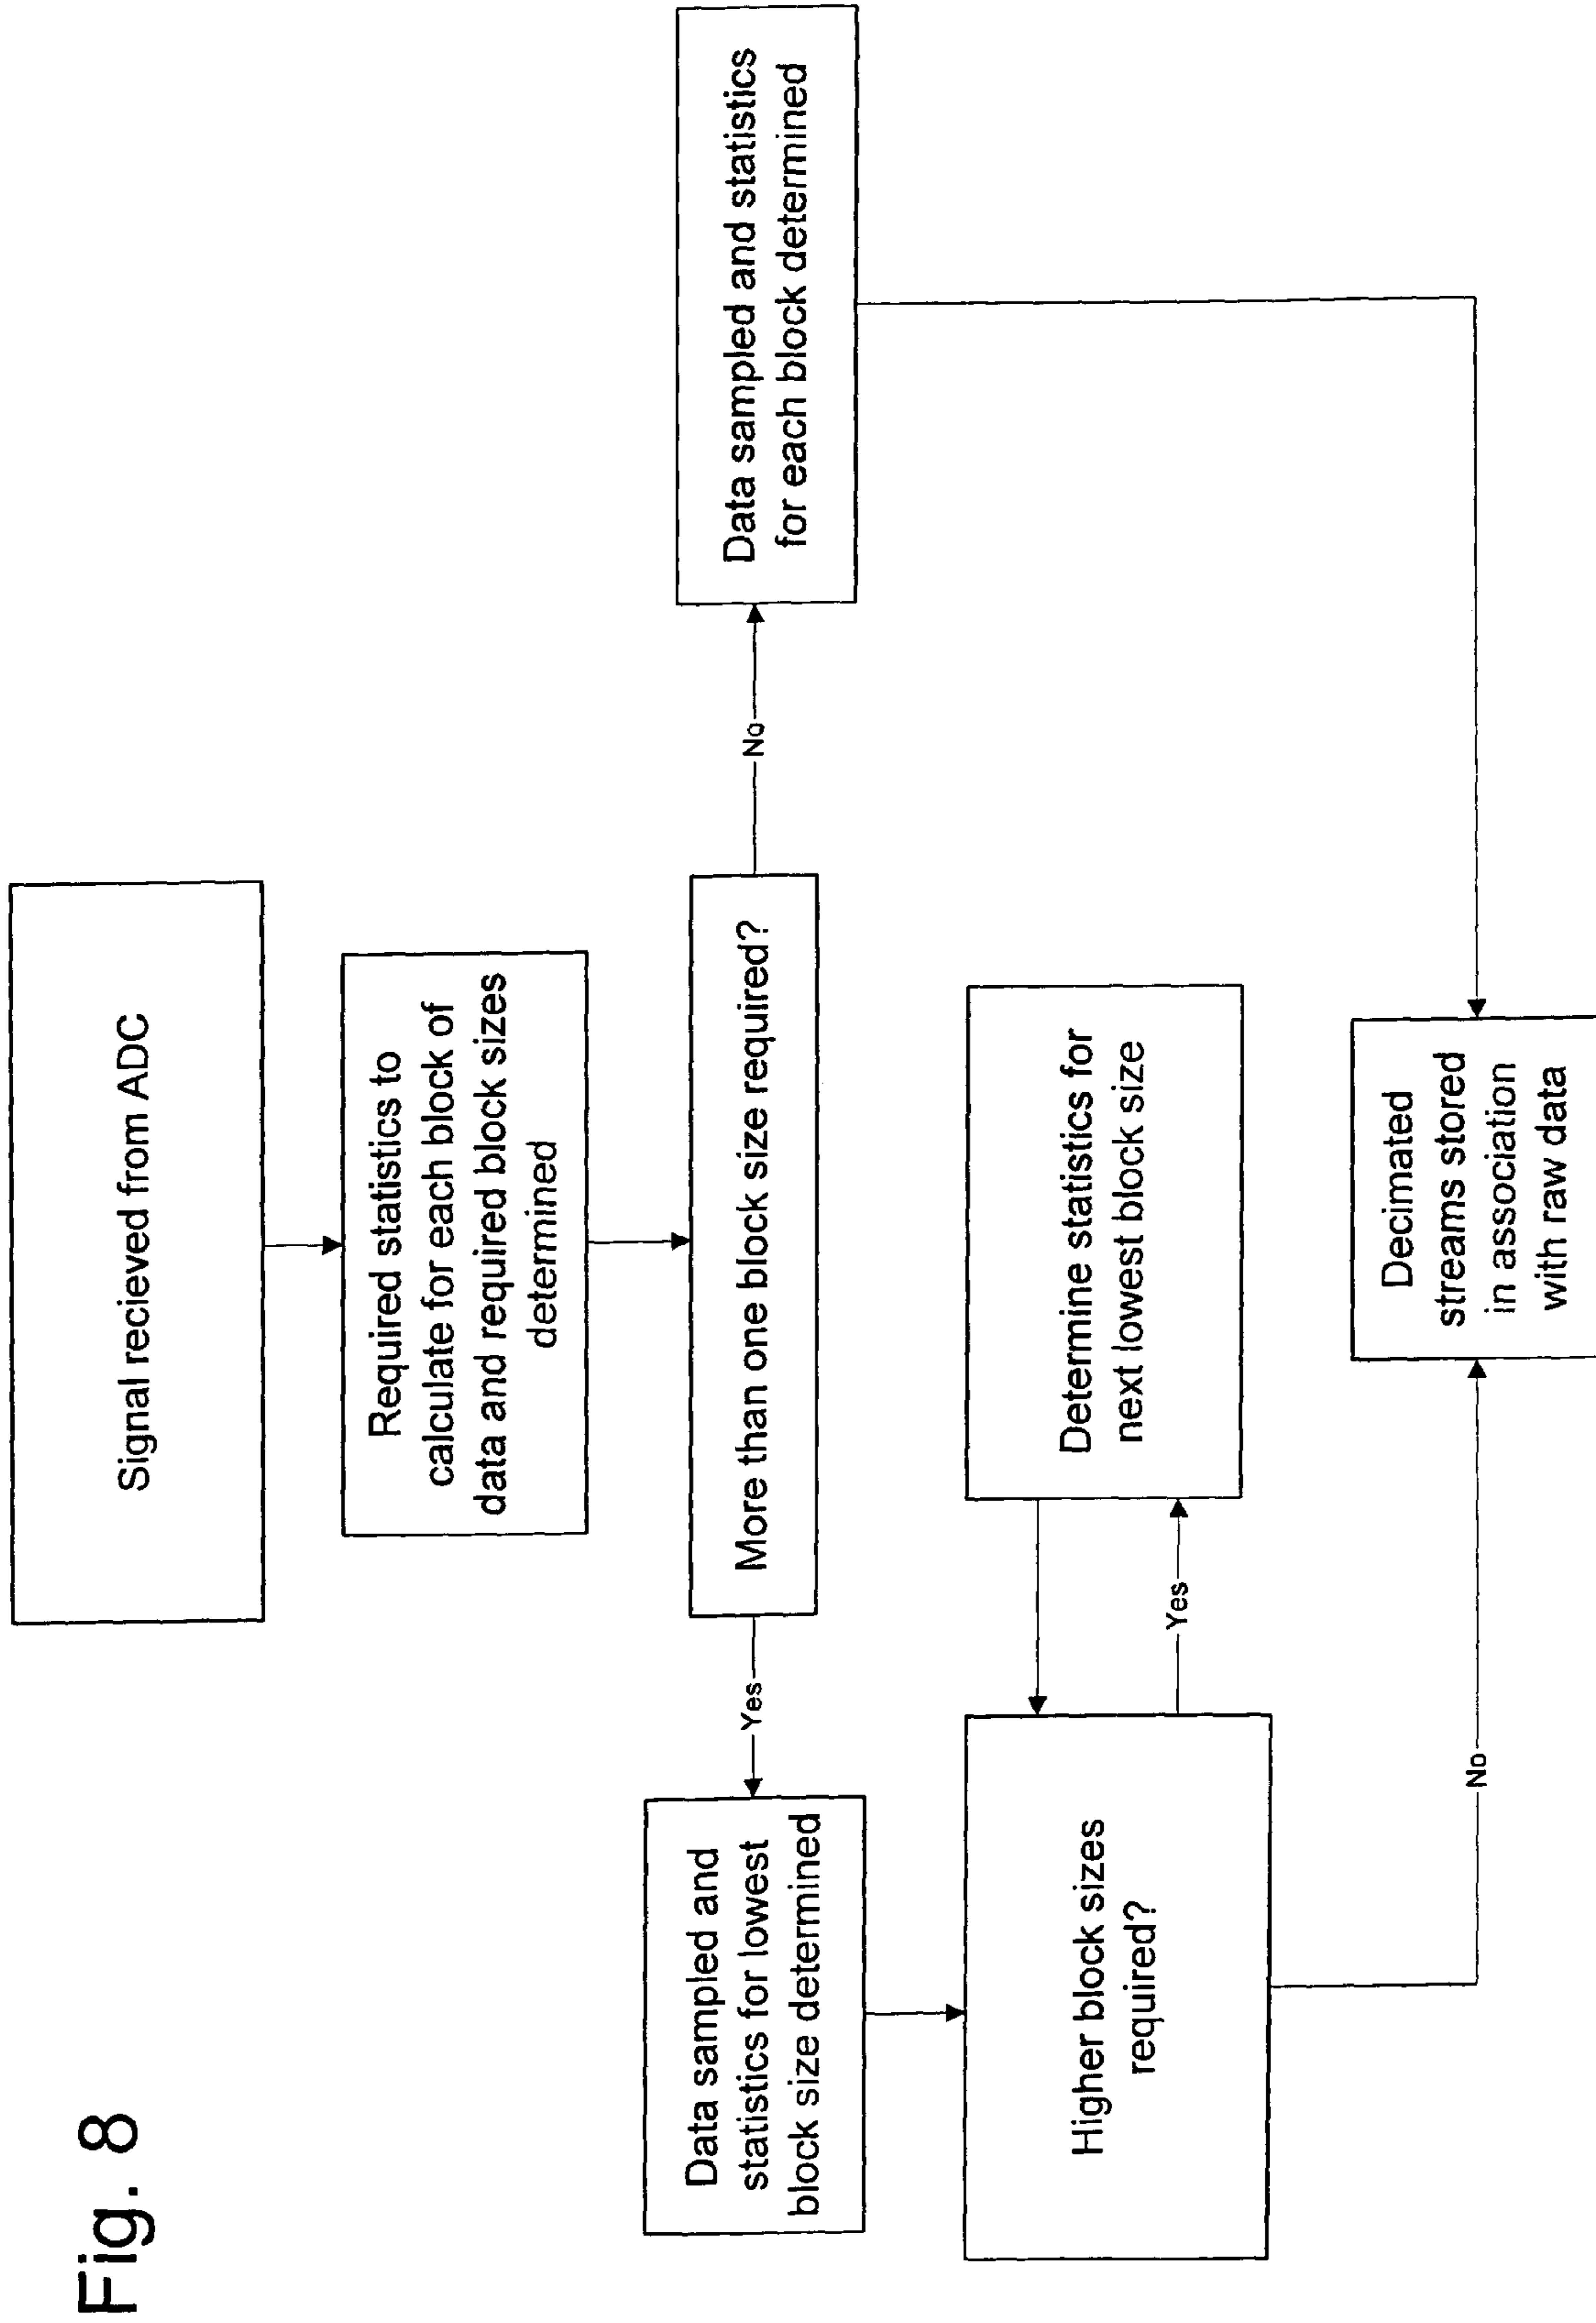 Fig. 8
Signal recieved from ADC
Required statistics to
calculate for each block of
data and required block sizes
determined
More than one block size required?
Yes
No
Data sampled and
statistics for lowest
block size determined
Data sampled and statistics
for each block determined
Higher block sizes
required?
Yes
Determine statistics for
next lowest block size
No
Decimated
streams stored
in association
with raw data